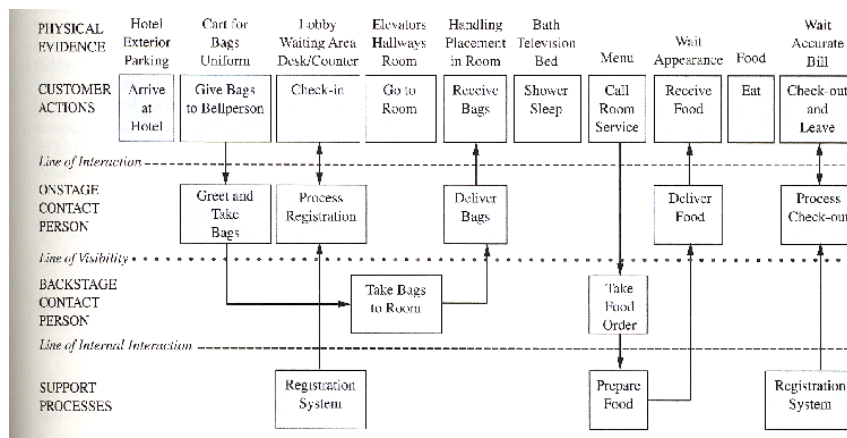 PHYSICAL
EVIDENCE
Hotel
Exterior
Parking
Cart for
Bags
Uniform
Lobby
Waiting Area
Desk/Counter
Elevators
Hallways
Room
Handling
Placement
in Room
Bath
Television
Bed
Menu
Wait
Appearance
Food
Wait
Accurate
Bill
CUSTOMER
ACTIONS
Arrive
at
Hotel
Give Bags
to Bellperson
Check-in
Go to
Room
Receive
Bags
Shower
Sleep
Call
Room
Service
Receive
Food
Eat
Check-out
and
Leave
Line of Interaction
ONSTAGE
CONTACT
PERSON
Greet and
Take
Bags
Process
Registration
Deliver
Bags
Deliver
Food
Process
Check-out
Line of Visibility
BACKSTAGE
CONTACT
PERSON
Take Bags
to Room
Take
Food
Order
Line of Internal Interaction
SUPPORT
PROCESSES
Registration
System
Prepare
Food
Registration
System